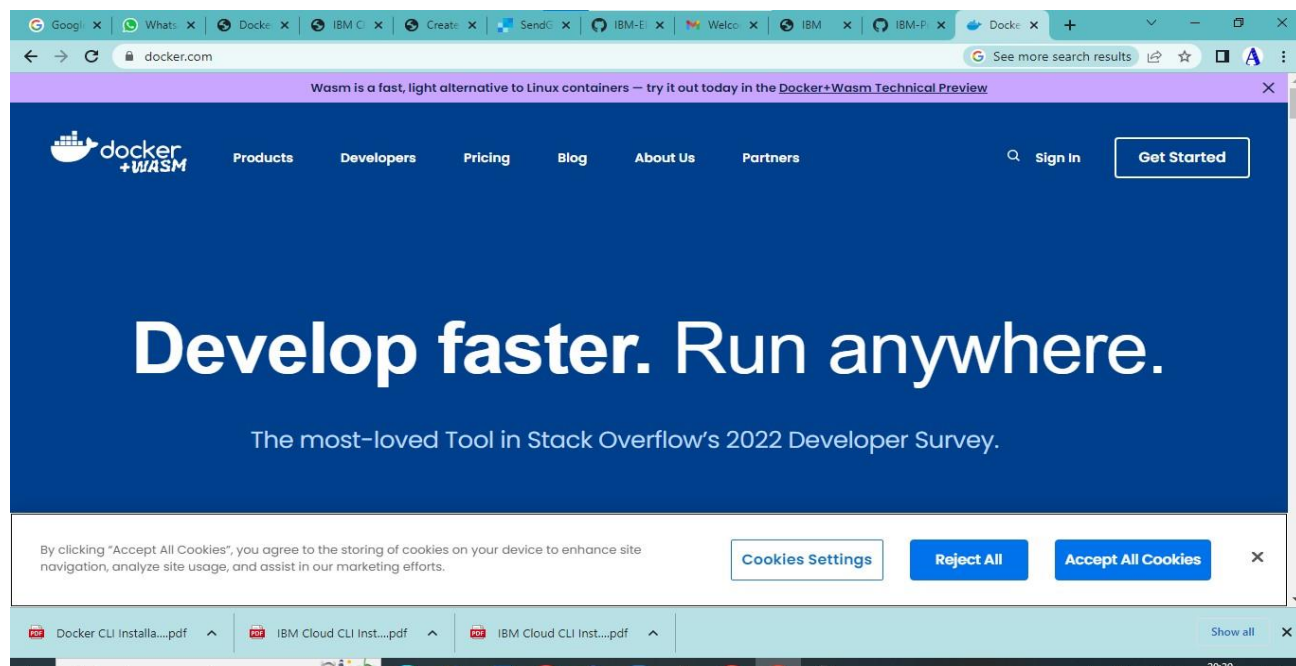 Googl Whats Docke IBM Cl Create SendG IBM-El Welco IBM IBM-P Docke
docker.com See more search results
Wasm is a fast, light alternative to Linux containers — try it out today in the Docker+Wasm Technical Preview
docker
+WASM
Products Developers Pricing Blog About Us Partners Sign In Get Started
Develop faster. Run anywhere.
The most-loved Tool in Stack Overflow's 2022 Developer Survey.
By clicking "Accept All Cookies", you agree to the storing of cookies on your device to enhance site
navigation, analyze site usage, and assist in our marketing efforts.
Cookies Settings Reject All Accept All Cookies
Docker CLI Installa....pdf IBM Cloud CLI Inst....pdf IBM Cloud CLI Inst....pdf Show all